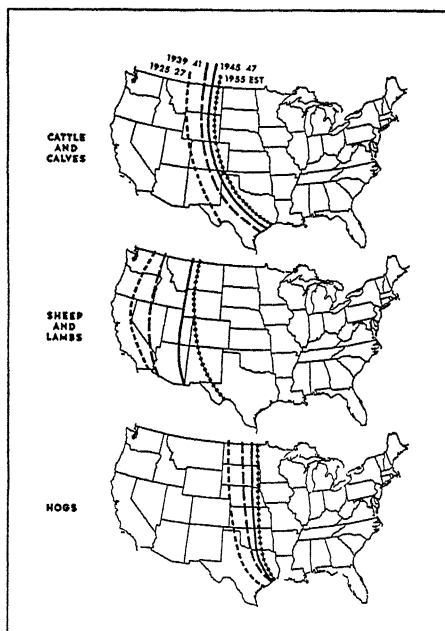 1939 41
1945 47
1925 27
1955 EST
CATTLE
AND
CALVES
SHEEP
AND
LAMBS
HOGS